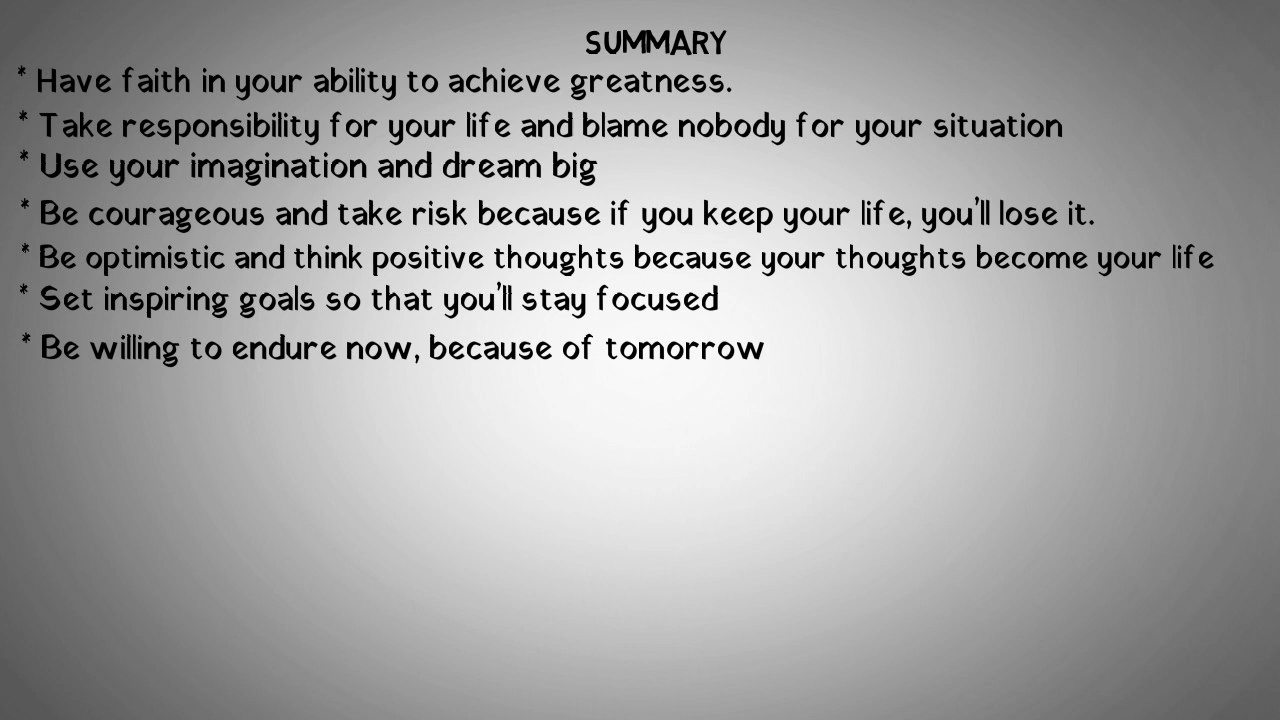 SUMMARY
* Have faith in your ability to achieve greatness.
* Take responsibility for your life and blame nobody for your situation
* Use your imagination and dream big
* Be courageous and take risk because if you keep your life, you'll lose it.
* Be optimistic and think positive thoughts because your thoughts become your life
* Set inspiring goals so that you'll stay focused
* Be willing to endure now, because of tomorrow